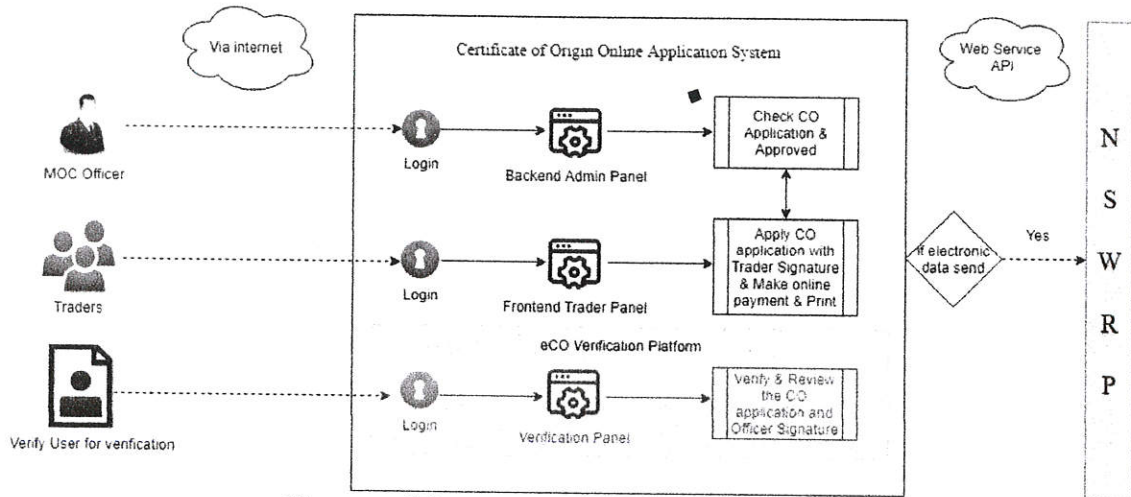 Via internet
Certificate of Origin Online Application System
Web Service
API
MOC Officer
Login
Backend Admin Panel
Check CO
Application &
Approved
Traders
Login
Frontend Trader Panel
Apply CO
application with
Trader Signature
& Make online
payment & Print
If electronic
data send
Yes
N
S
W
R
P
eCO Verification Platform
Verify User for verification
Login
Verification Panel
Verify & Review
the CO
application and
Officer Signature